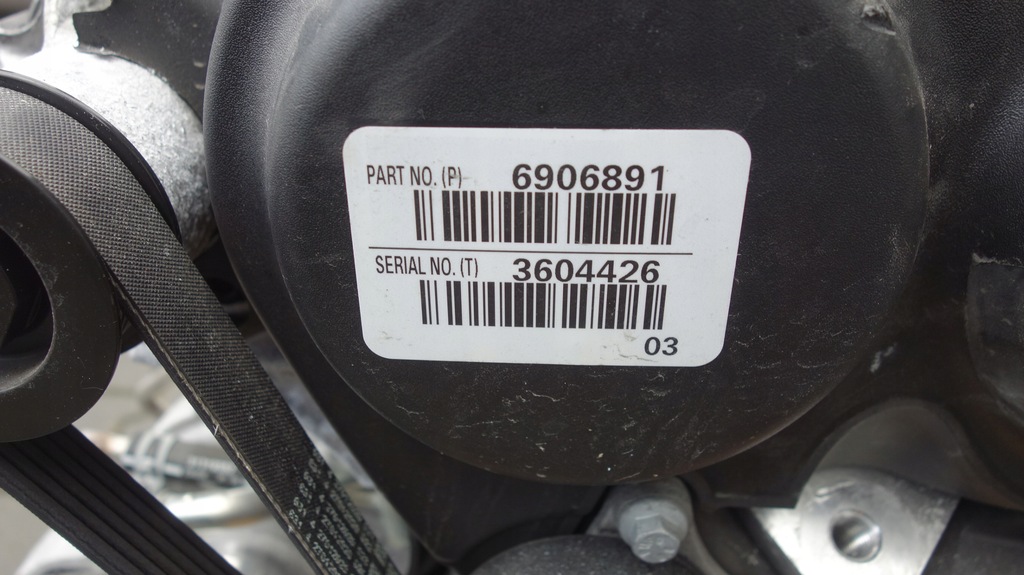 PART NO. (P) 6906891
SERIAL NO. (T) 3604426
03